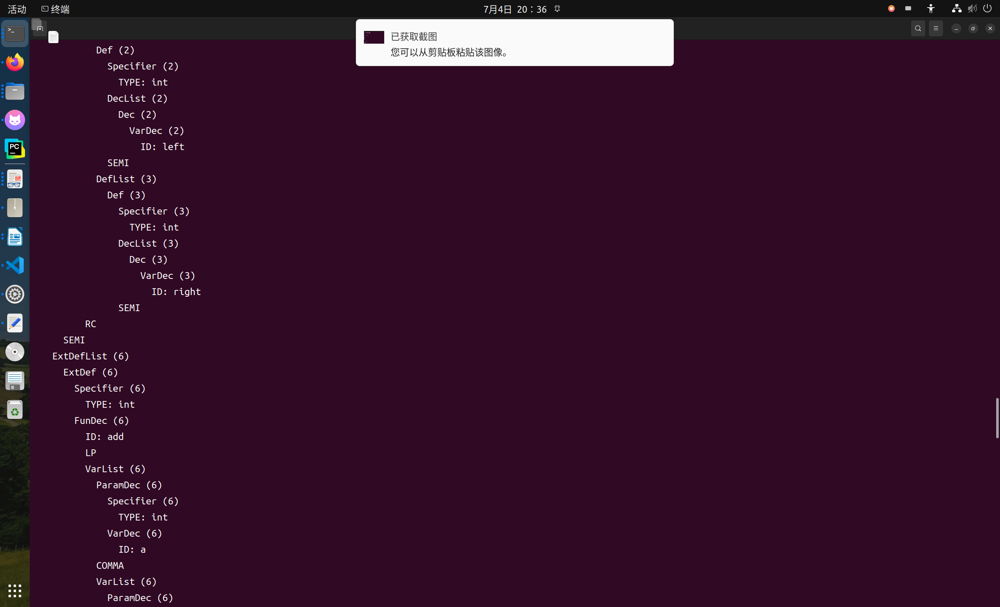 活动 终端 7月4日 20：36
已获取截图
您可以从剪贴板粘贴该图像。
Def (2)
Specifier (2)
TYPE: int
DecList (2)
Dec (2)
VarDec (2)
ID: left
SEMI
DefList (3)
Def (3)
Specifier (3)
TYPE: int
DecList (3)
Dec (3)
VarDec (3)
ID: right
SEMI
RC
SEMI
ExtDefList (6)
ExtDef (6)
Specifier (6)
TYPE: int
FunDec (6)
ID: add
LP
VarList (6)
ParamDec (6)
Specifier (6)
TYPE: int
VarDec (6)
ID: a
COMMA
VarList (6)
ParamDec (6)
PC